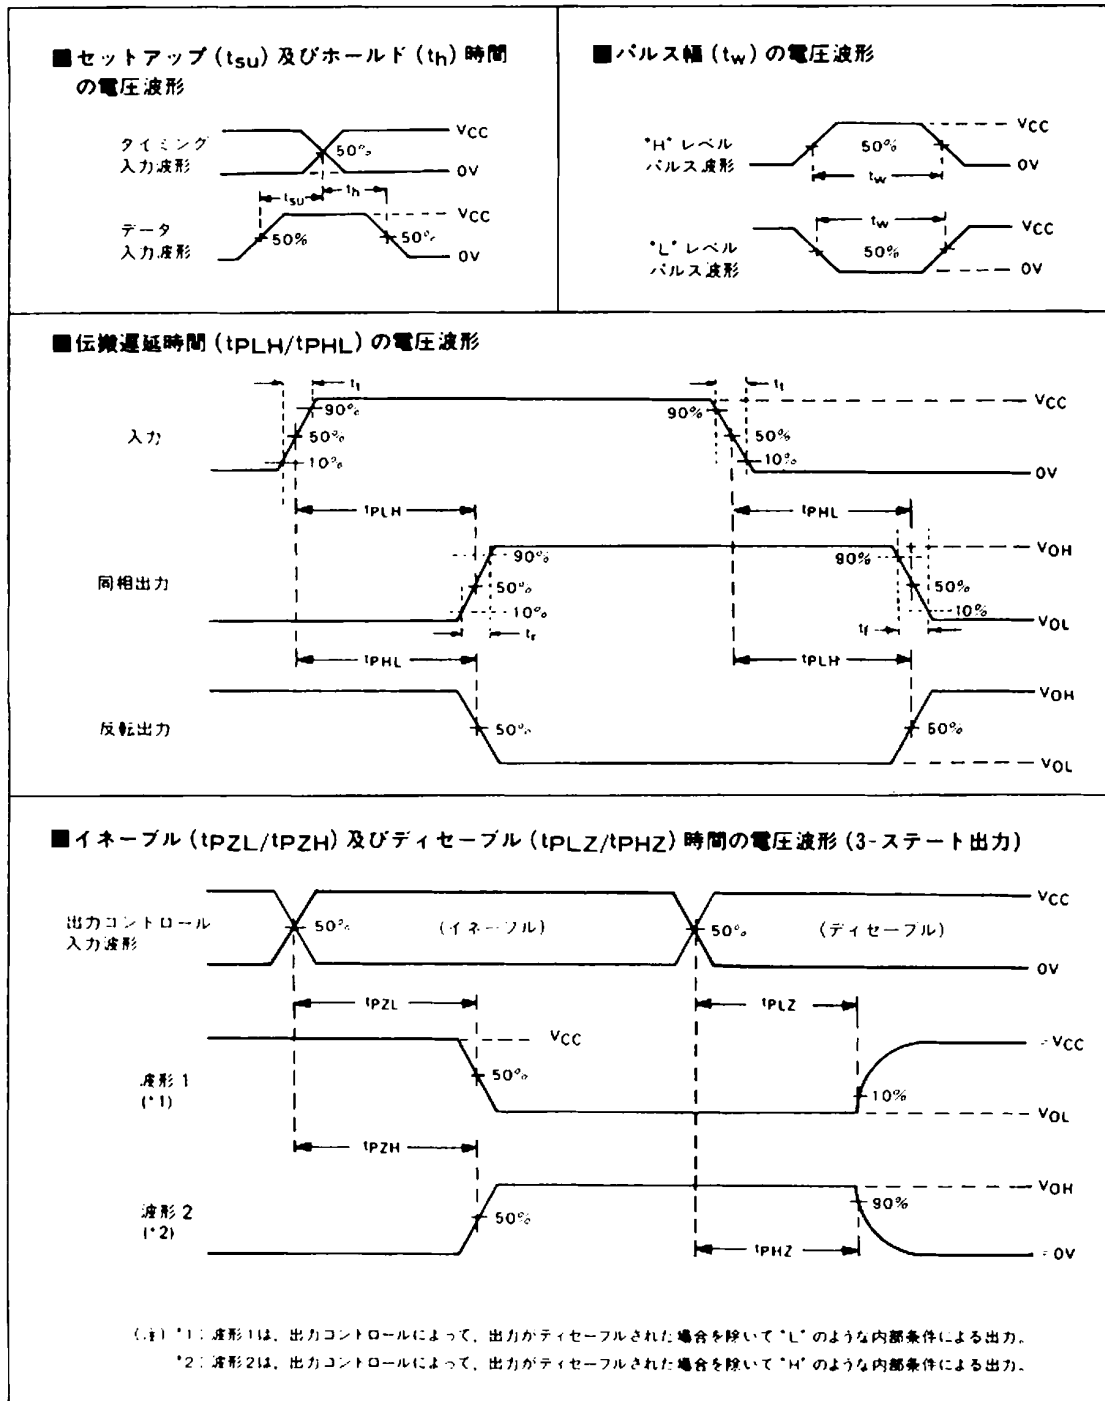 ■セットアップ (tsu) 及びホールド (th) 時間
の電圧波形
タイミング
入力波形
50%
VCC
0V
tsu
th
データ
入力波形
50%
50%
VCC
0V
■パルス幅 (tw) の電圧波形
"H" レベル
パルス波形
50%
tw
VCC
0V
"L" レベル
パルス波形
tw
50%
VCC
0V
■伝搬遅延時間 (tPLH/tPHL) の電圧波形
入力
tt
90%
50%
10%
tt
90%
50%
10%
VCC
0V
tPLH
tPHL
同相出力
90%
50%
10%
tr
90%
50%
10%
tf
VOH
VOL
tPHL
tPLH
反転出力
50%
50%
VOH
VOL
■イネーブル (tPZL/tPZH) 及びディセーブル (tPLZ/tPHZ) 時間の電圧波形 (3-ステート出力)
出力コントロール
入力波形
50%
(イネーブル)
50%
(ディセーブル)
VCC
0V
tPZL
tPLZ
波形 1
(*1)
VCC
50%
10%
≈VCC
VOL
tPZH
波形 2
(*2)
50%
90%
VOH
≈0V
tPHZ
(注) *1: 波形1は、出力コントロールによって、出力がディセーブルされた場合を除いて "L" のような内部条件による出力。
*2: 波形2は、出力コントロールによって、出力がディセーブルされた場合を除いて "H" のような内部条件による出力。